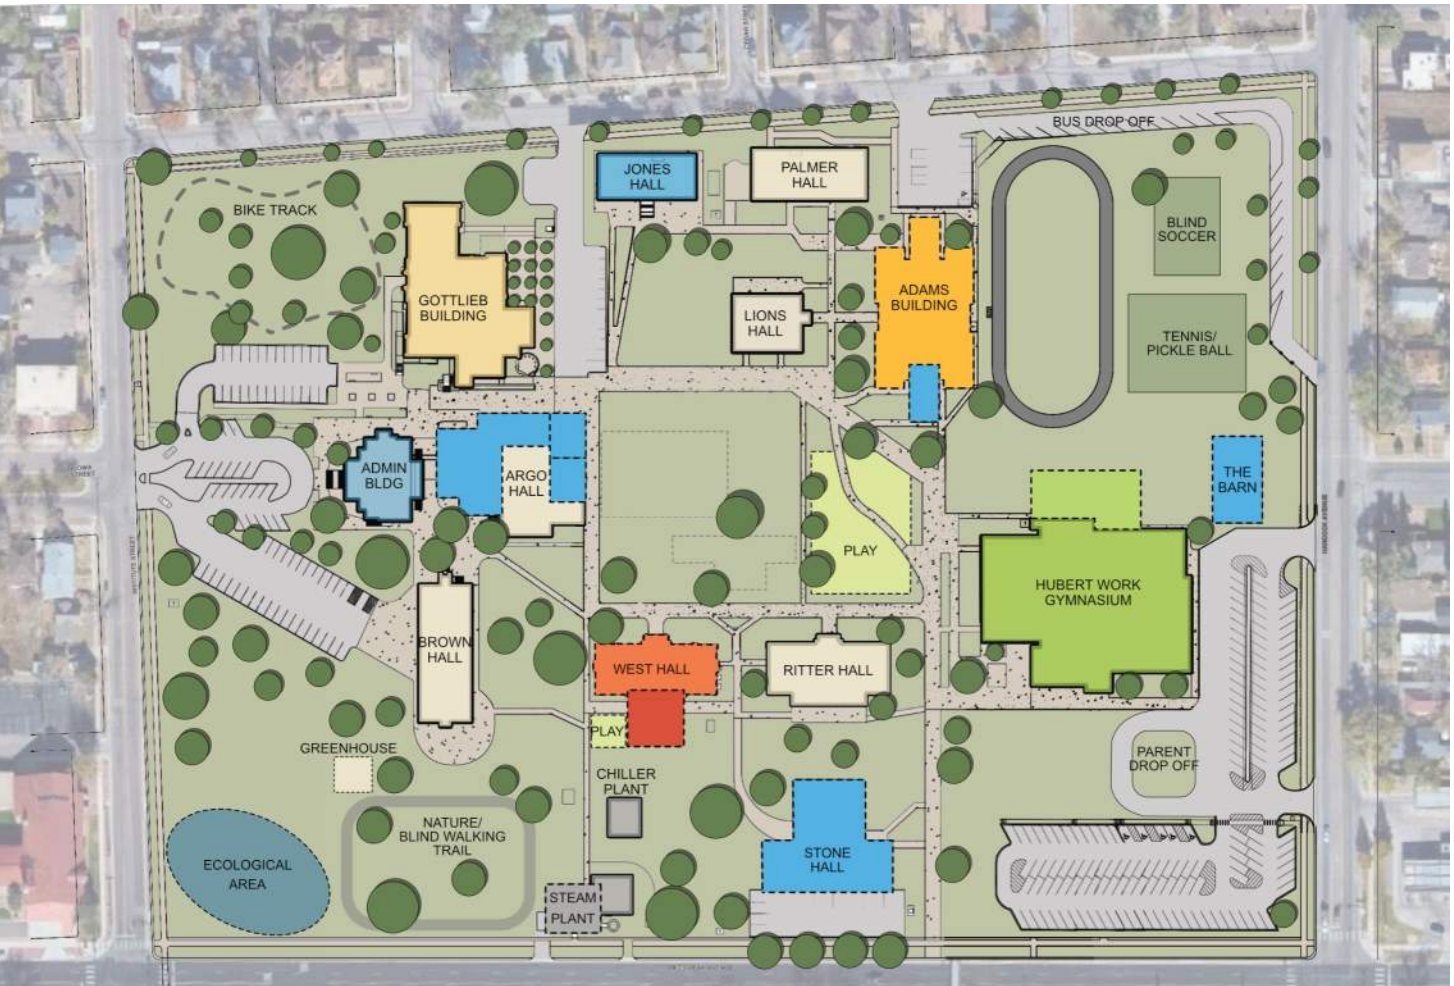 BUS DROP OFF
JONES
HALL
PALMER
HALL
BIKE TRACK
BLIND
SOCCER
GOTTLIEB
BUILDING
ADAMS
BUILDING
LIONS
HALL
TENNIS/
PICKLE BALL
ADMIN
BLDG
ARGO
HALL
THE
BARN
PLAY
HUBERT WORK
GYMNASIUM
BROWN
HALL
WEST HALL
RITTER HALL
PLAY
GREENHOUSE
PARENT
DROP OFF
CHILLER
PLANT
NATURE/
BLIND WALKING
TRAIL
STONE
HALL
ECOLOGICAL
AREA
STEAM
PLANT
INSTITUTE STREET